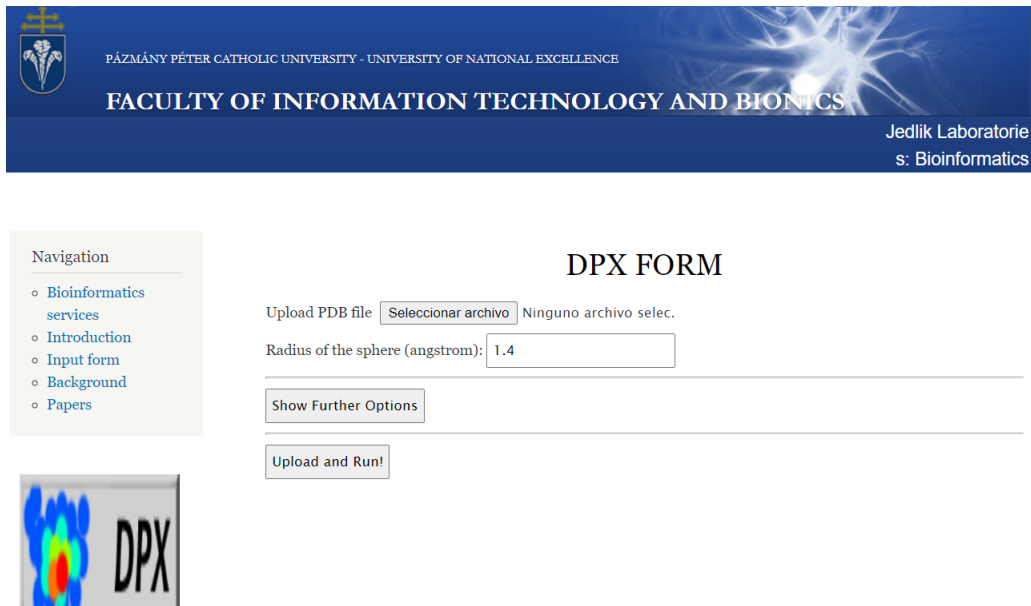 PÁZMÁNY PÉTER CATHOLIC UNIVERSITY - UNIVERSITY OF NATIONAL EXCELLENCE
FACULTY OF INFORMATION TECHNOLOGY AND BIONICS
Jedlik Laboratorie
s: Bioinformatics
Navigation
Bioinformatics
services
Introduction
Input form
Background
Papers
DPX FORM
Upload PDB file Seleccionar archivo Ninguno archivo selec.
Radius of the sphere (angstrom): 1.4
Show Further Options
Upload and Run!
DPX